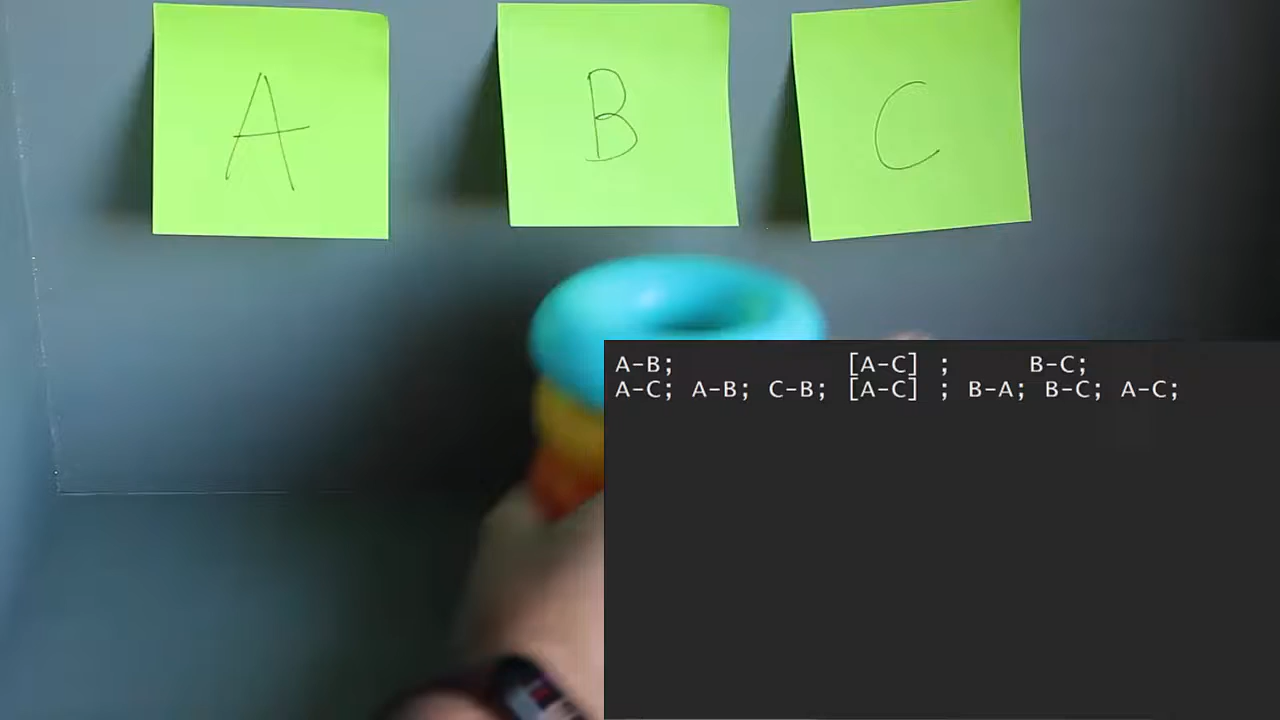 A B C
A-B; [A-C] ; B-C;
A-C; A-B; C-B; [A-C] ; B-A; B-C; A-C;